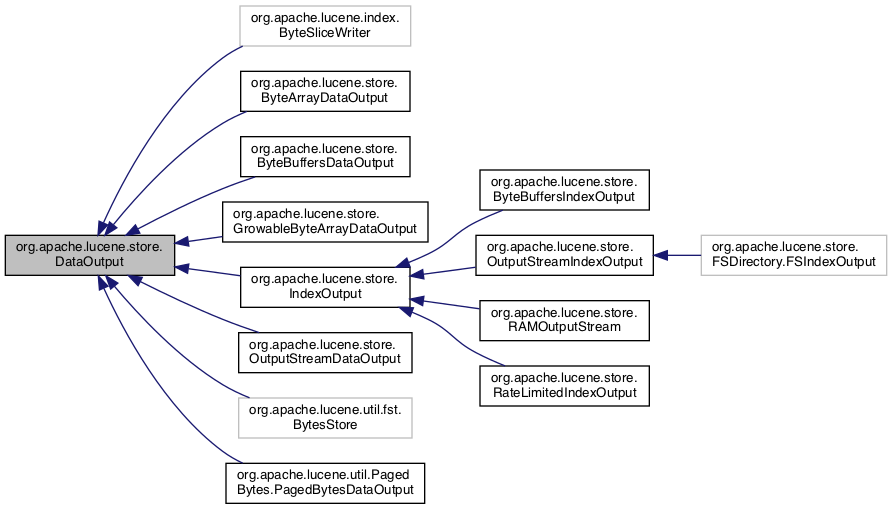 org.apache.lucene.index.
ByteSliceWriter
org.apache.lucene.store.
ByteArrayDataOutput
org.apache.lucene.store.
ByteBuffersDataOutput
org.apache.lucene.store.
ByteBuffersIndexOutput
org.apache.lucene.store.
GrowableByteArrayDataOutput
org.apache.lucene.store.
DataOutput
org.apache.lucene.store.
OutputStreamIndexOutput
org.apache.lucene.store.
FSDirectory.FSIndexOutput
org.apache.lucene.store.
IndexOutput
org.apache.lucene.store.
RAMOutputStream
org.apache.lucene.store.
OutputStreamDataOutput
org.apache.lucene.store.
RateLimitedIndexOutput
org.apache.lucene.util.fst.
BytesStore
org.apache.lucene.util.Paged
Bytes.PagedBytesDataOutput